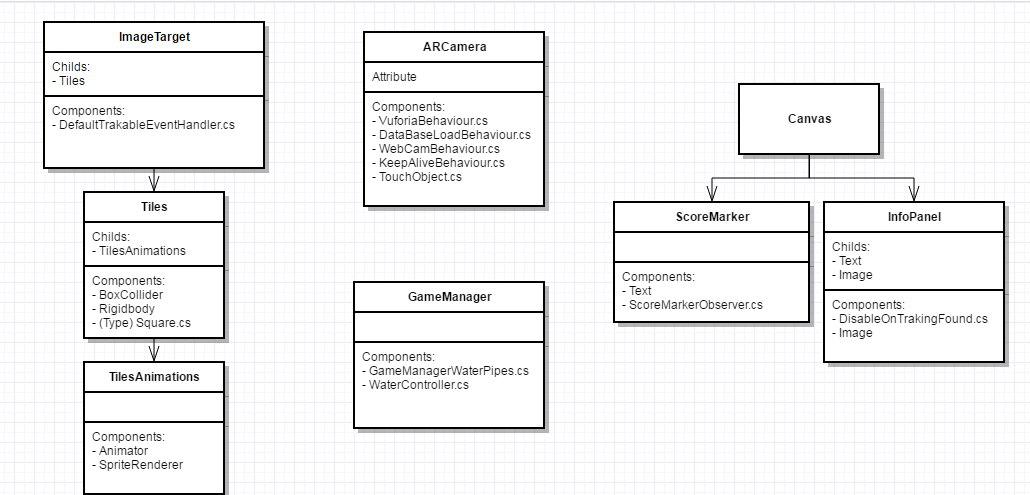 ImageTarget
Childs:
- Tiles
Components:
- DefaultTrakableEventHandler.cs
Tiles
Childs:
- TilesAnimations
Components:
- BoxCollider
- Rigidbody
- (Type) Square.cs
TilesAnimations
Components:
- Animator
- SpriteRenderer
ARCamera
Attribute
Components:
- VuforiaBehaviour.cs
- DataBaseLoadBehaviour.cs
- WebCamBehaviour.cs
- KeepAliveBehaviour.cs
- TouchObject.cs
GameManager
Components:
- GameManagerWaterPipes.cs
- WaterController.cs
Canvas
ScoreMarker
Components:
- Text
- ScoreMarkerObserver.cs
InfoPanel
Childs:
- Text
- Image
Components:
- DisableOnTrakingFound.cs
- Image